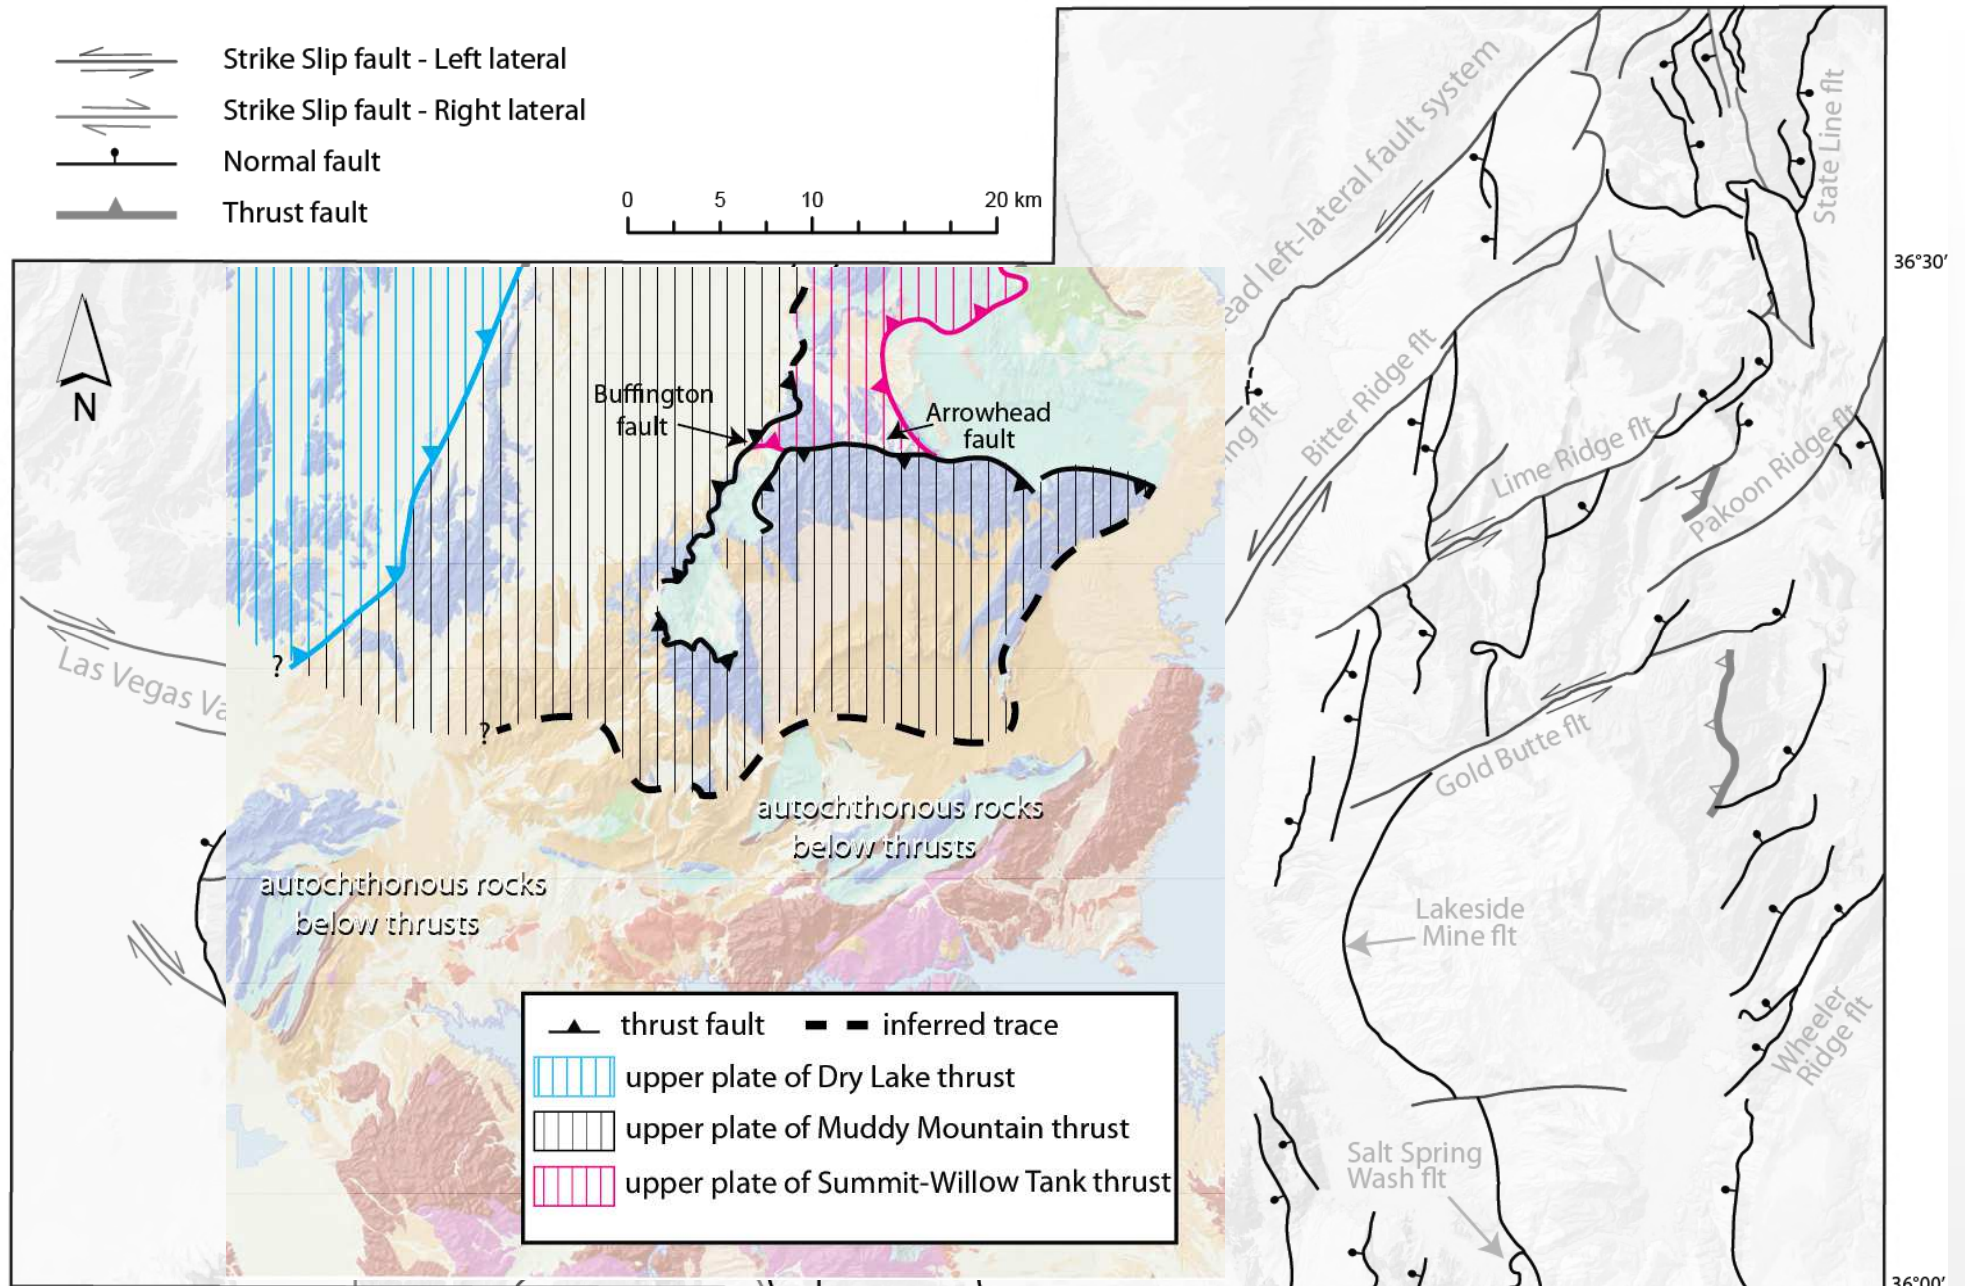 Strike Slip fault - Left lateral
Strike Slip fault - Right lateral
Normal fault
Thrust fault
0 5 10 20 km
N
ead left-lateral fault system
State Line flt
36°30'
Bitter Ridge flt
ing flt
Lime Ridge flt
Pakoon Ridge flt
Buffington
fault
Arrowhead
fault
Las Vegas Va
?
?
Gold Butte flt
autochthonous rocks
below thrusts
autochthonous rocks
below thrusts
Lakeside
Mine flt
Wheeler
Ridge flt
Salt Spring
Wash flt
thrust fault inferred trace
upper plate of Dry Lake thrust
upper plate of Muddy Mountain thrust
upper plate of Summit-Willow Tank thrust
36°00'